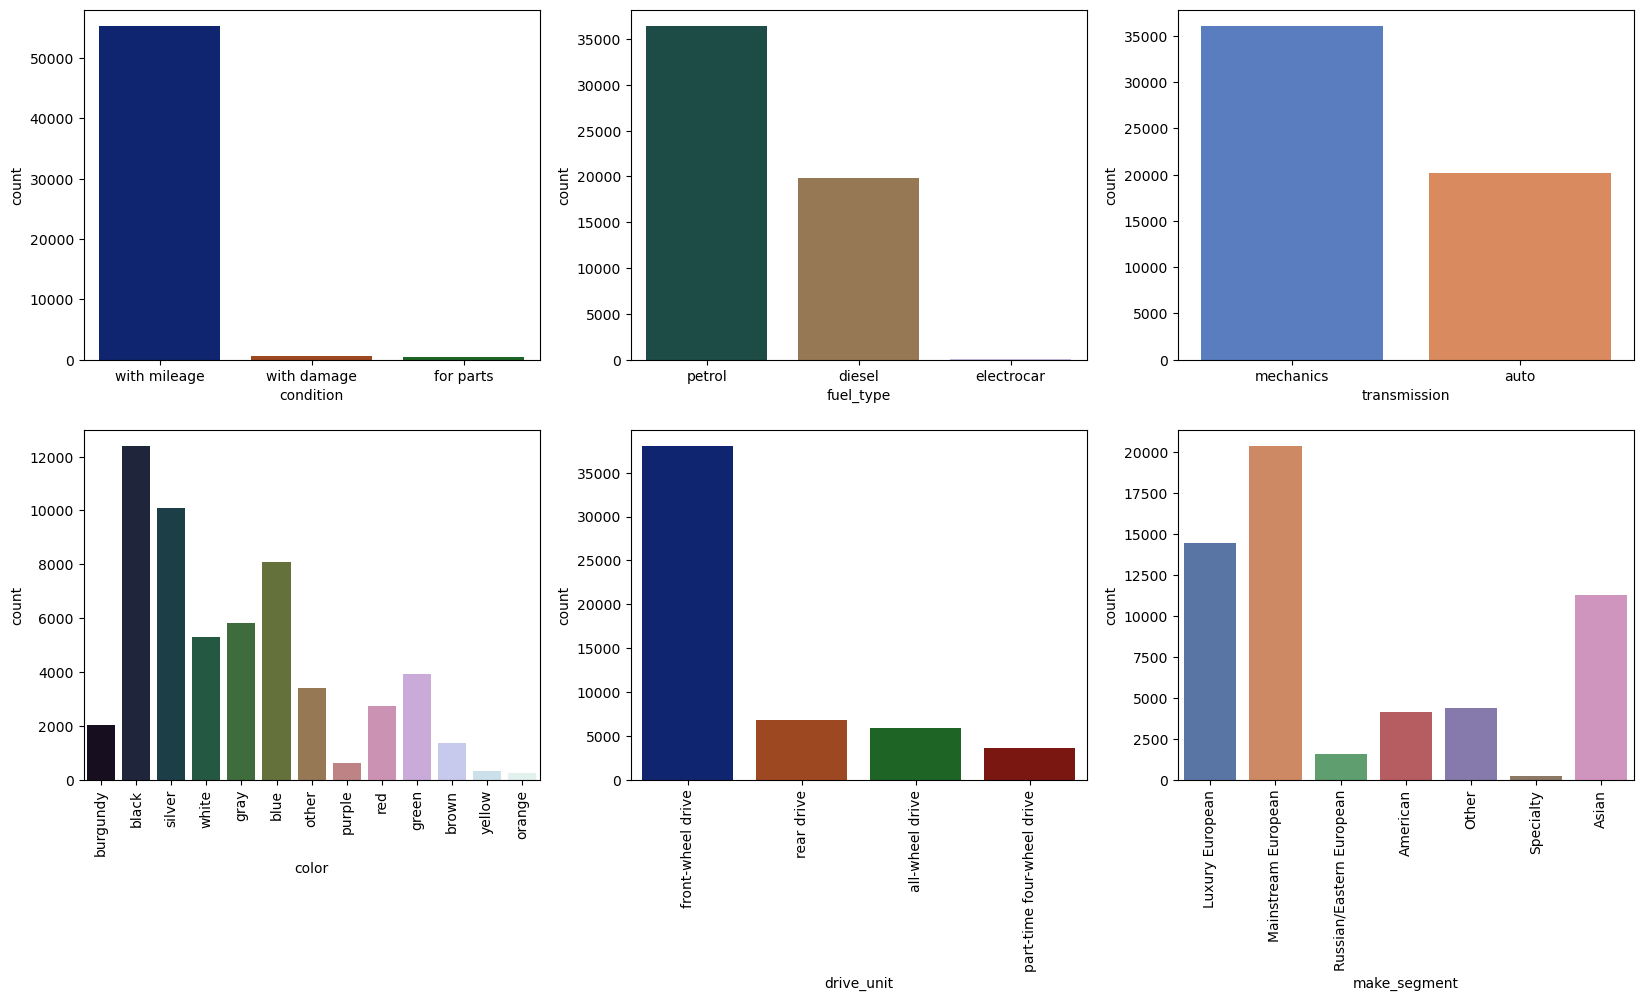 50000
40000
30000
20000
10000
0
count
with mileage
with damage
for parts
condition
35000
30000
25000
20000
15000
10000
5000
0
count
petrol
diesel
electrocar
fuel_type
35000
30000
25000
20000
15000
10000
5000
0
count
mechanics
auto
transmission
12000
10000
8000
6000
4000
2000
0
count
burgundy
black
silver
white
gray
blue
other
purple
red
green
brown
yellow
orange
color
35000
30000
25000
20000
15000
10000
5000
0
count
front-wheel drive
rear drive
all-wheel drive
part-time four-wheel drive
drive_unit
20000
17500
15000
12500
10000
7500
5000
2500
0
count
Luxury European
Mainstream European
Russian/Eastern European
American
Other
Specialty
Asian
make_segment